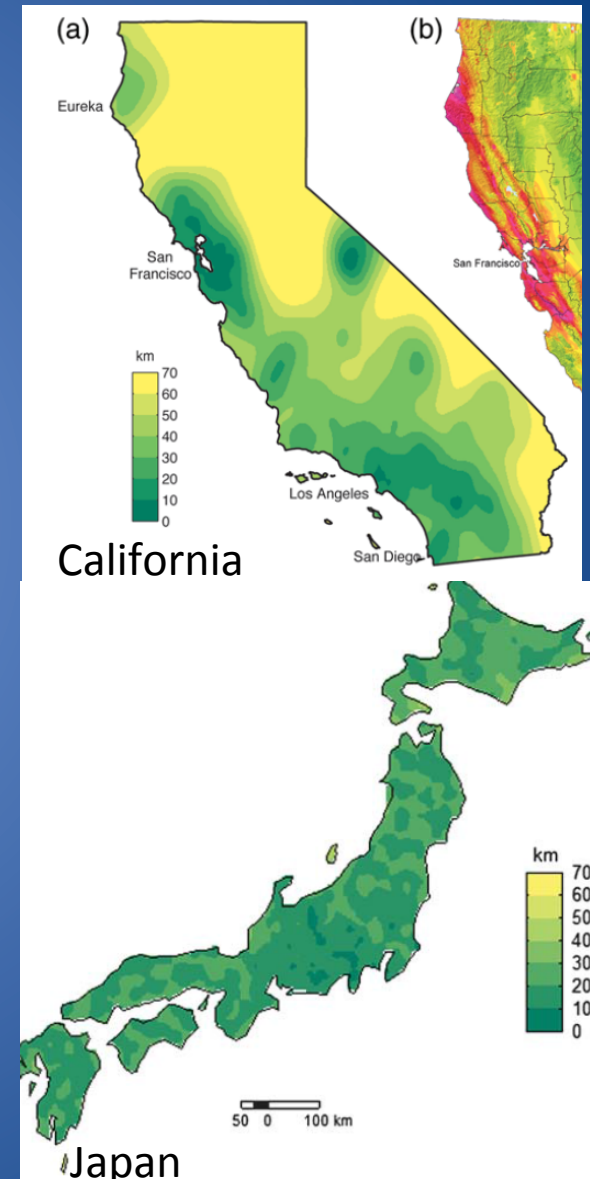 (a)
(b)
Eureka
San
Francisco
San Francisco
km
70
60
50
40
30
20
10
0
Los Angeles
San Diego
California
km
70
60
50
40
30
20
10
0
50 0 100 km
Japan